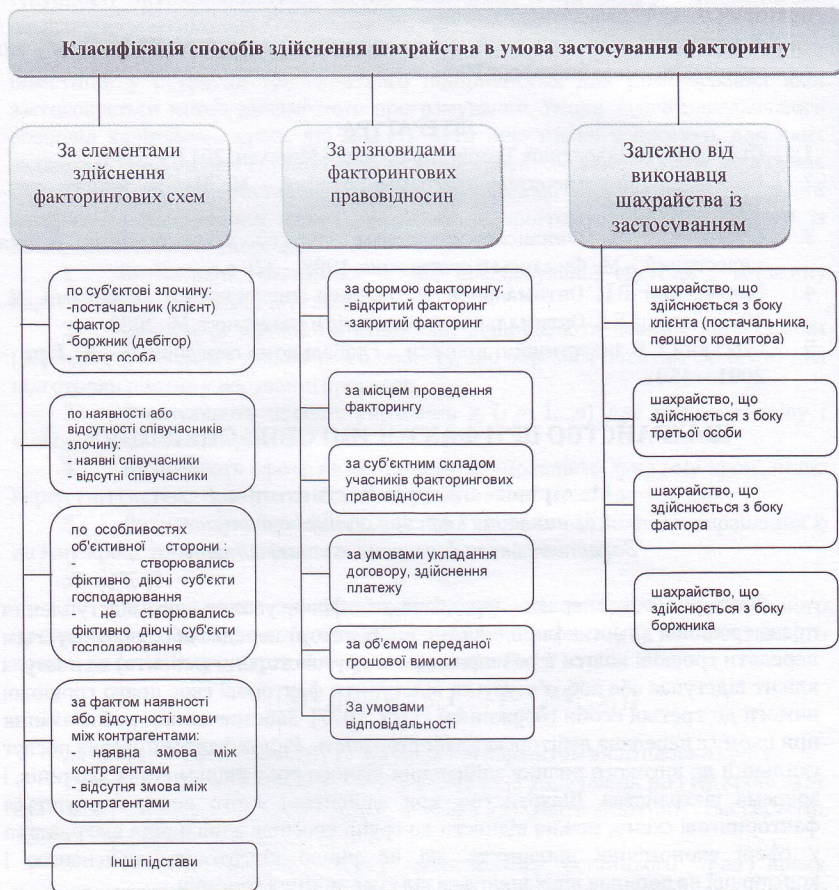 Класифікація способів здійснення шахрайства в умова застосування факторингу
За елементами
здійснення
факторингових схем
по суб'єктові злочину:
-постачальник (клієнт)
-фактор
-боржник (дебітор)
- третя особа
по наявності або
відсутності співучасників
злочину:
- наявні співучасники
- відсутні співучасники
по особливостях
об'єктивної сторони :
- створювались
фіктивно діючі суб'єкти
господарювання
- не створювались
фіктивно діючі суб'єкти
господарювання
за фактом наявності
або відсутності змови
між контрагентами:
- наявна змова між
контрагентами
- відсутня змова між
контрагентами
Інші підстави
За різновидами
факторингових
правовідносин
за формою факторингу:
-відкритий факторинг
-закритий факторинг
за місцем проведення
факторингу
за суб'єктним складом
учасників факторингових
правовідносин
за умовами укладання
договору, здійснення
платежу
за об'ємом переданої
грошової вимоги
За умовами
відповідальності
Залежно від
виконавця
шахрайства із
застосуванням
шахрайство, що
здійснюється з боку
клієнта (постачальника,
першого кредитора)
шахрайство, що
здійснюється з боку
третьої особи
шахрайство, що
здійснюється з боку
фактора
шахрайство, що
здійснюється з боку
боржника